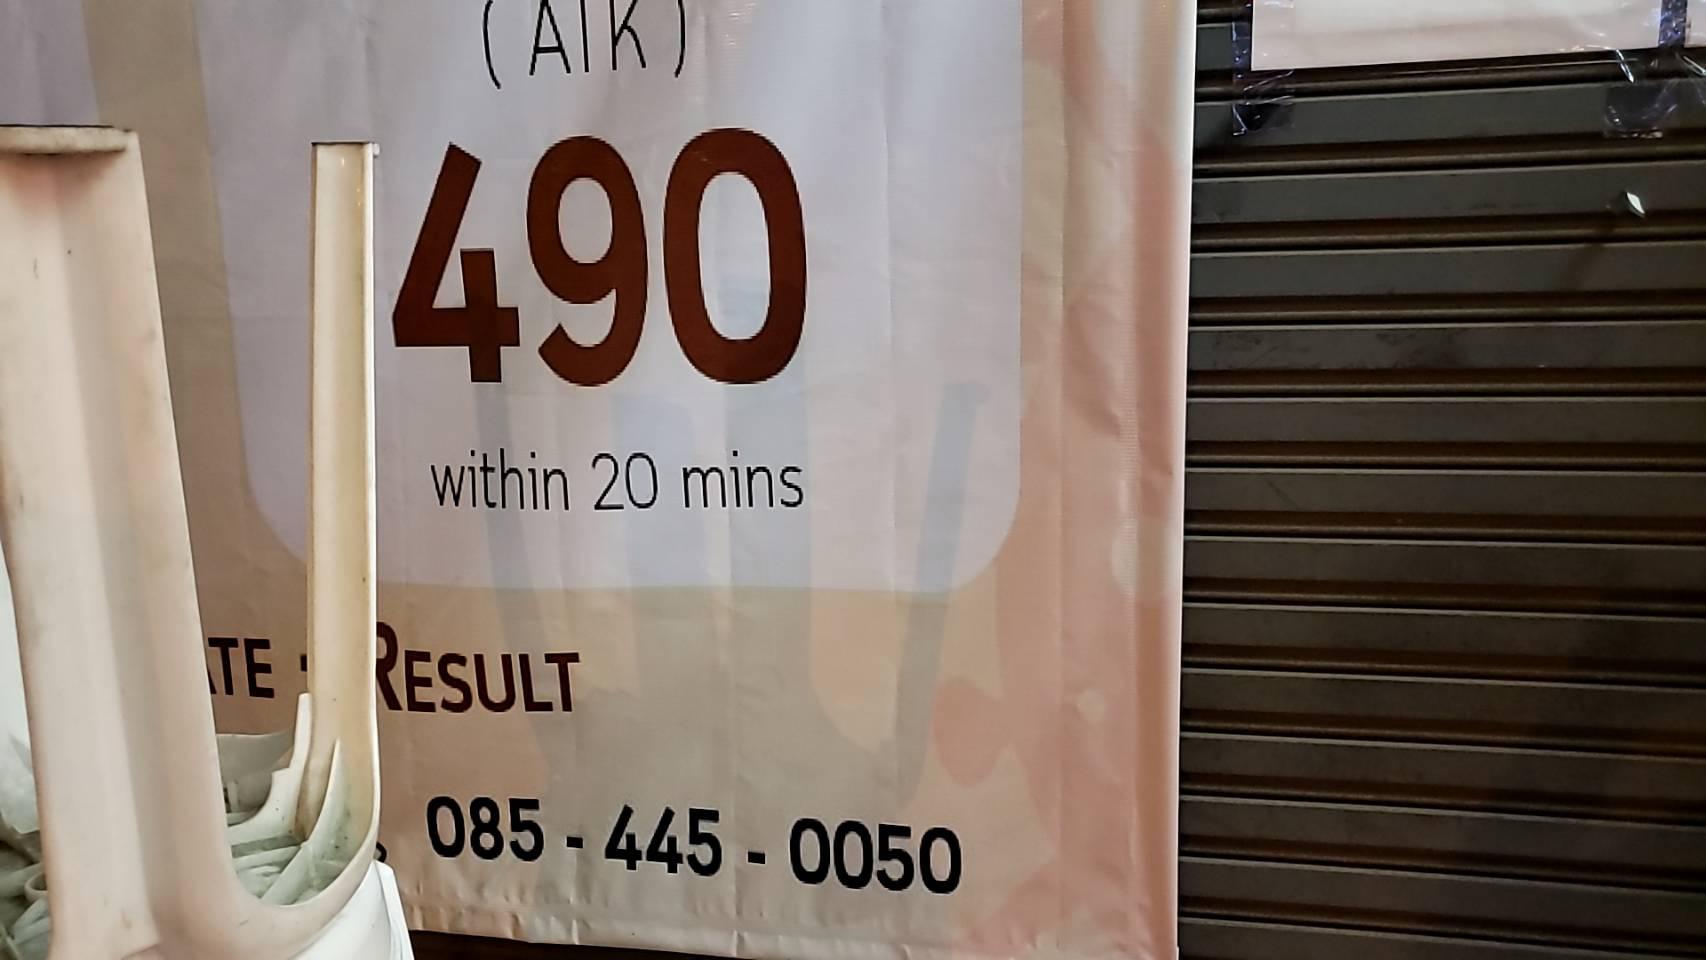 (ATK)
490
within 20 mins
RESULT
085 - 445 - 0050